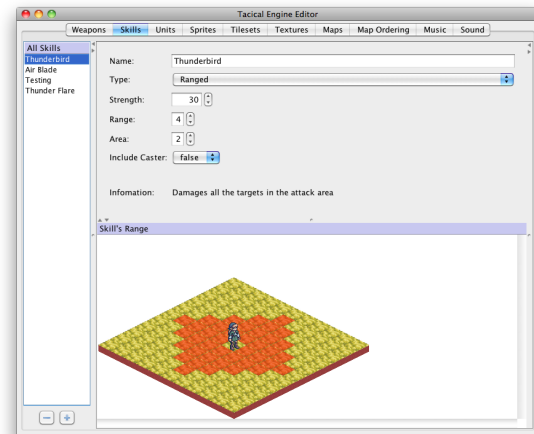 Tacical Engine Editor
Weapons Skills Units Sprites Tilesets Textures Maps Map Ordering Music Sound
All Skills
Thunderbird
Air Blade
Testing
Thunder Flare
Name: Thunderbird
Type: Ranged
Strength: 30
Range: 4
Area: 2
Include Caster: false
Infomation: Damages all the targets in the attack area
Skill's Range